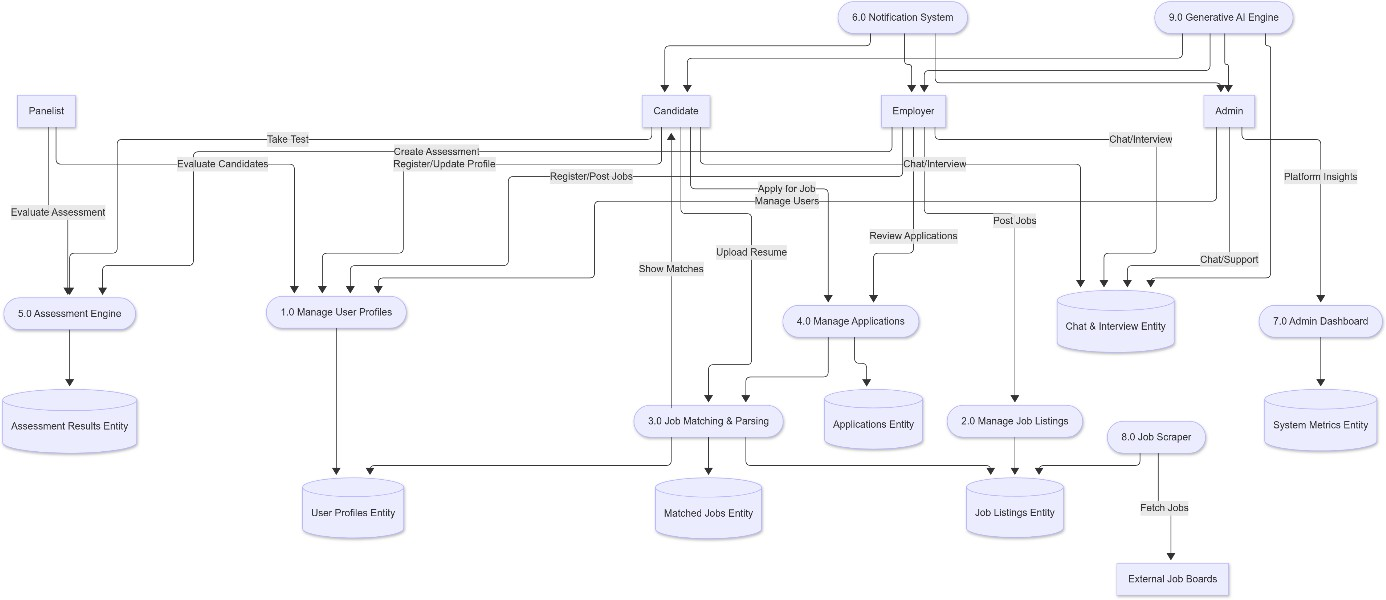 6.0 Notification System
9.0 Generative AI Engine
Panelist
Candidate
Employer
Admin
Take Test
Chat/Interview
Create Assessment
Evaluate Candidates
Register/Update Profile
Chat/Interview
Register/Post Jobs
Platform Insights
Apply for Job
Manage Users
Evaluate Assessment
Post Jobs
Review Applications
Upload Resume
Chat/Support
Show Matches
5.0 Assessment Engine
1.0 Manage User Profiles
4.0 Manage Applications
Chat & Interview Entity
7.0 Admin Dashboard
Assessment Results Entity
3.0 Job Matching & Parsing
Applications Entity
2.0 Manage Job Listings
System Metrics Entity
8.0 Job Scraper
User Profiles Entity
Matched Jobs Entity
Job Listings Entity
Fetch Jobs
External Job Boards